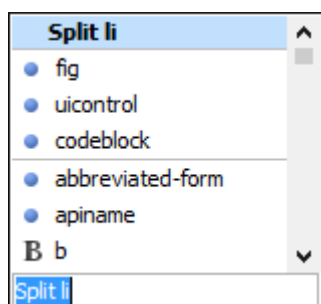 Split li
fig
uicontrol
codeblock
abbreviated-form
apiname
B b
Split li